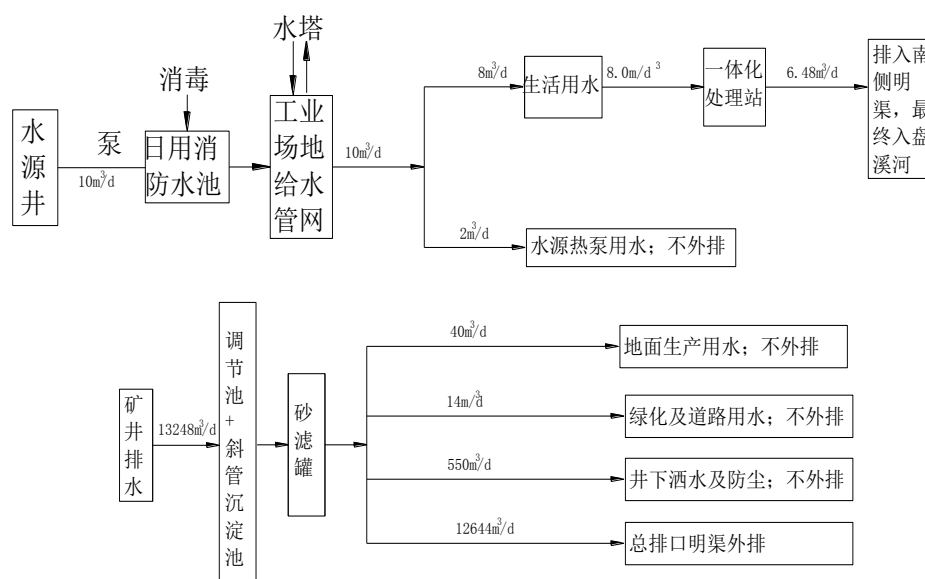 水塔
消毒
水源井
泵
10m³/d
日用消
防水池
工业
场地
给水
管网
10m³/d
8m³/d
生活用水
8.0m/d³
一体化
处理站
6.48m³/d
排入南
侧明
渠，最
终入盘
溪河
2m³/d
水源热泵用水；不外排
矿井排水
13248m³/d
调节池+斜管沉淀池
砂滤罐
40m³/d
地面生产用水；不外排
14m³/d
绿化及道路用水；不外排
550m³/d
井下洒水及防尘；不外排
12644m³/d
总排口明渠外排